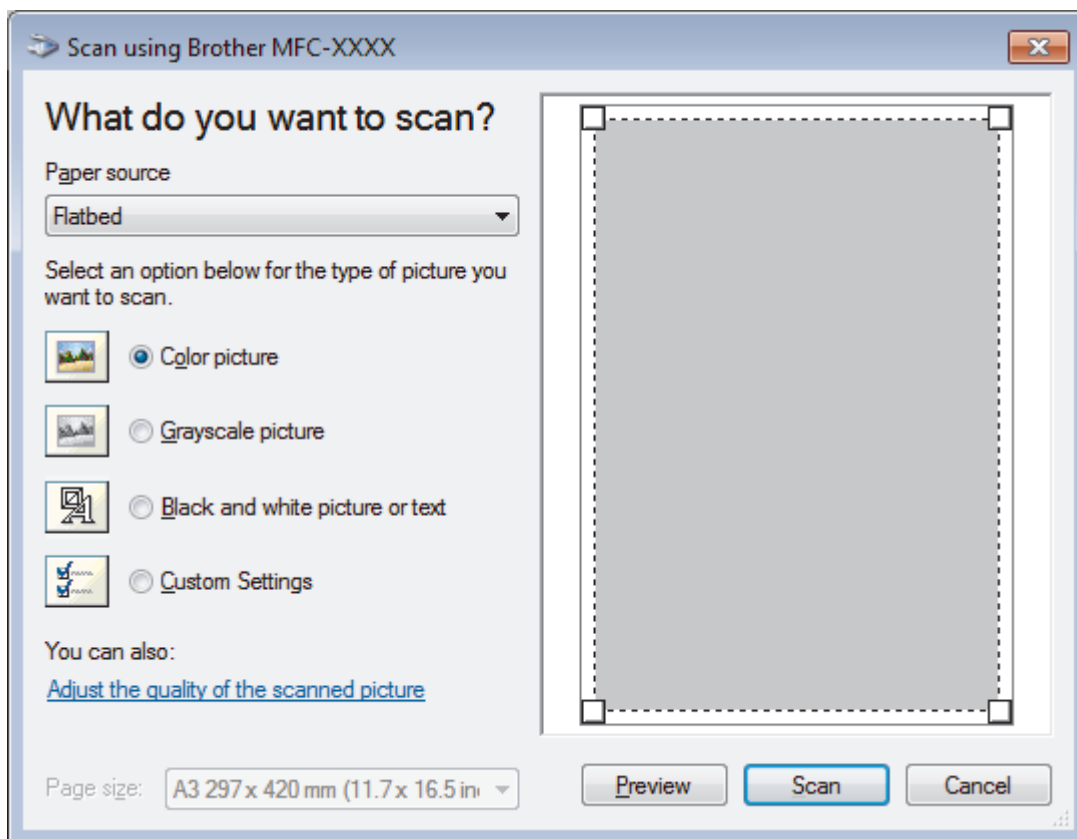 Scan using Brother MFC-XXXX
What do you want to scan?
Paper source
Flatbed
Select an option below for the type of picture you
want to scan.
Color picture
Grayscale picture
Black and white picture or text
Custom Settings
You can also:
Adjust the quality of the scanned picture
Page size: A3 297 x 420 mm (11.7 x 16.5 in
Preview Scan Cancel